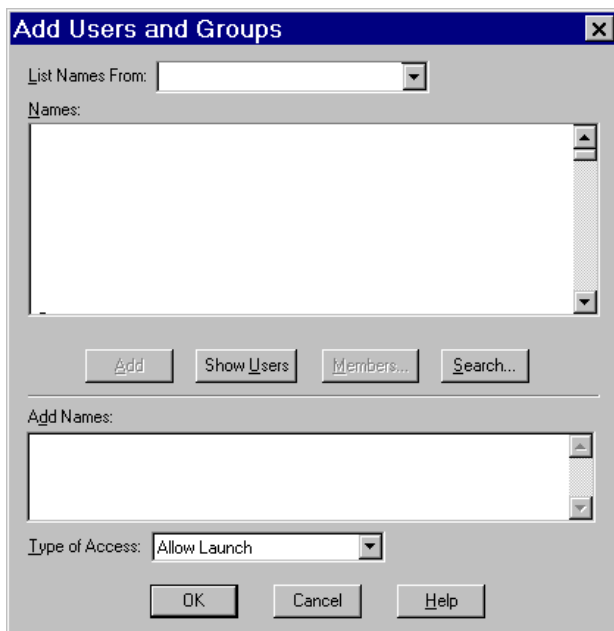 Add Users and Groups
List Names From:
Names:
Add Show Users Members... Search...
Add Names:
Type of Access: Allow Launch
OK Cancel Help